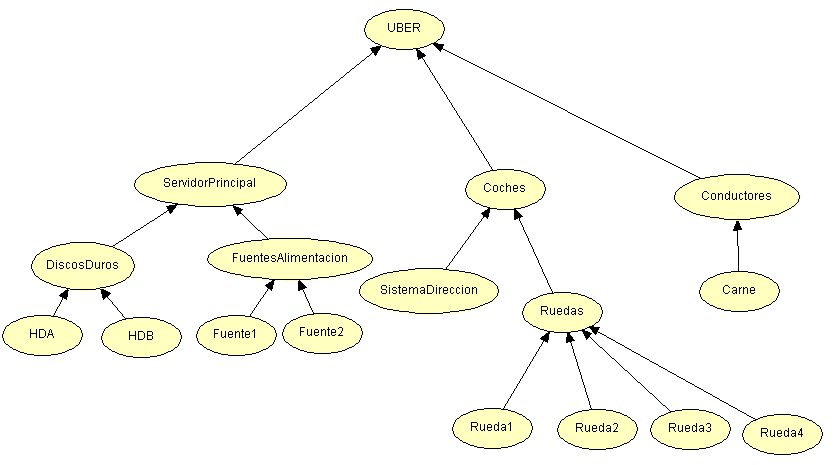 UBER
ServidorPrincipal
Coches
Conductores
DiscosDuros
FuentesAlimentacion
SistemaDireccion
Carne
Ruedas
HDA
HDB
Fuente1
Fuente2
Rueda1
Rueda2
Rueda3
Rueda4